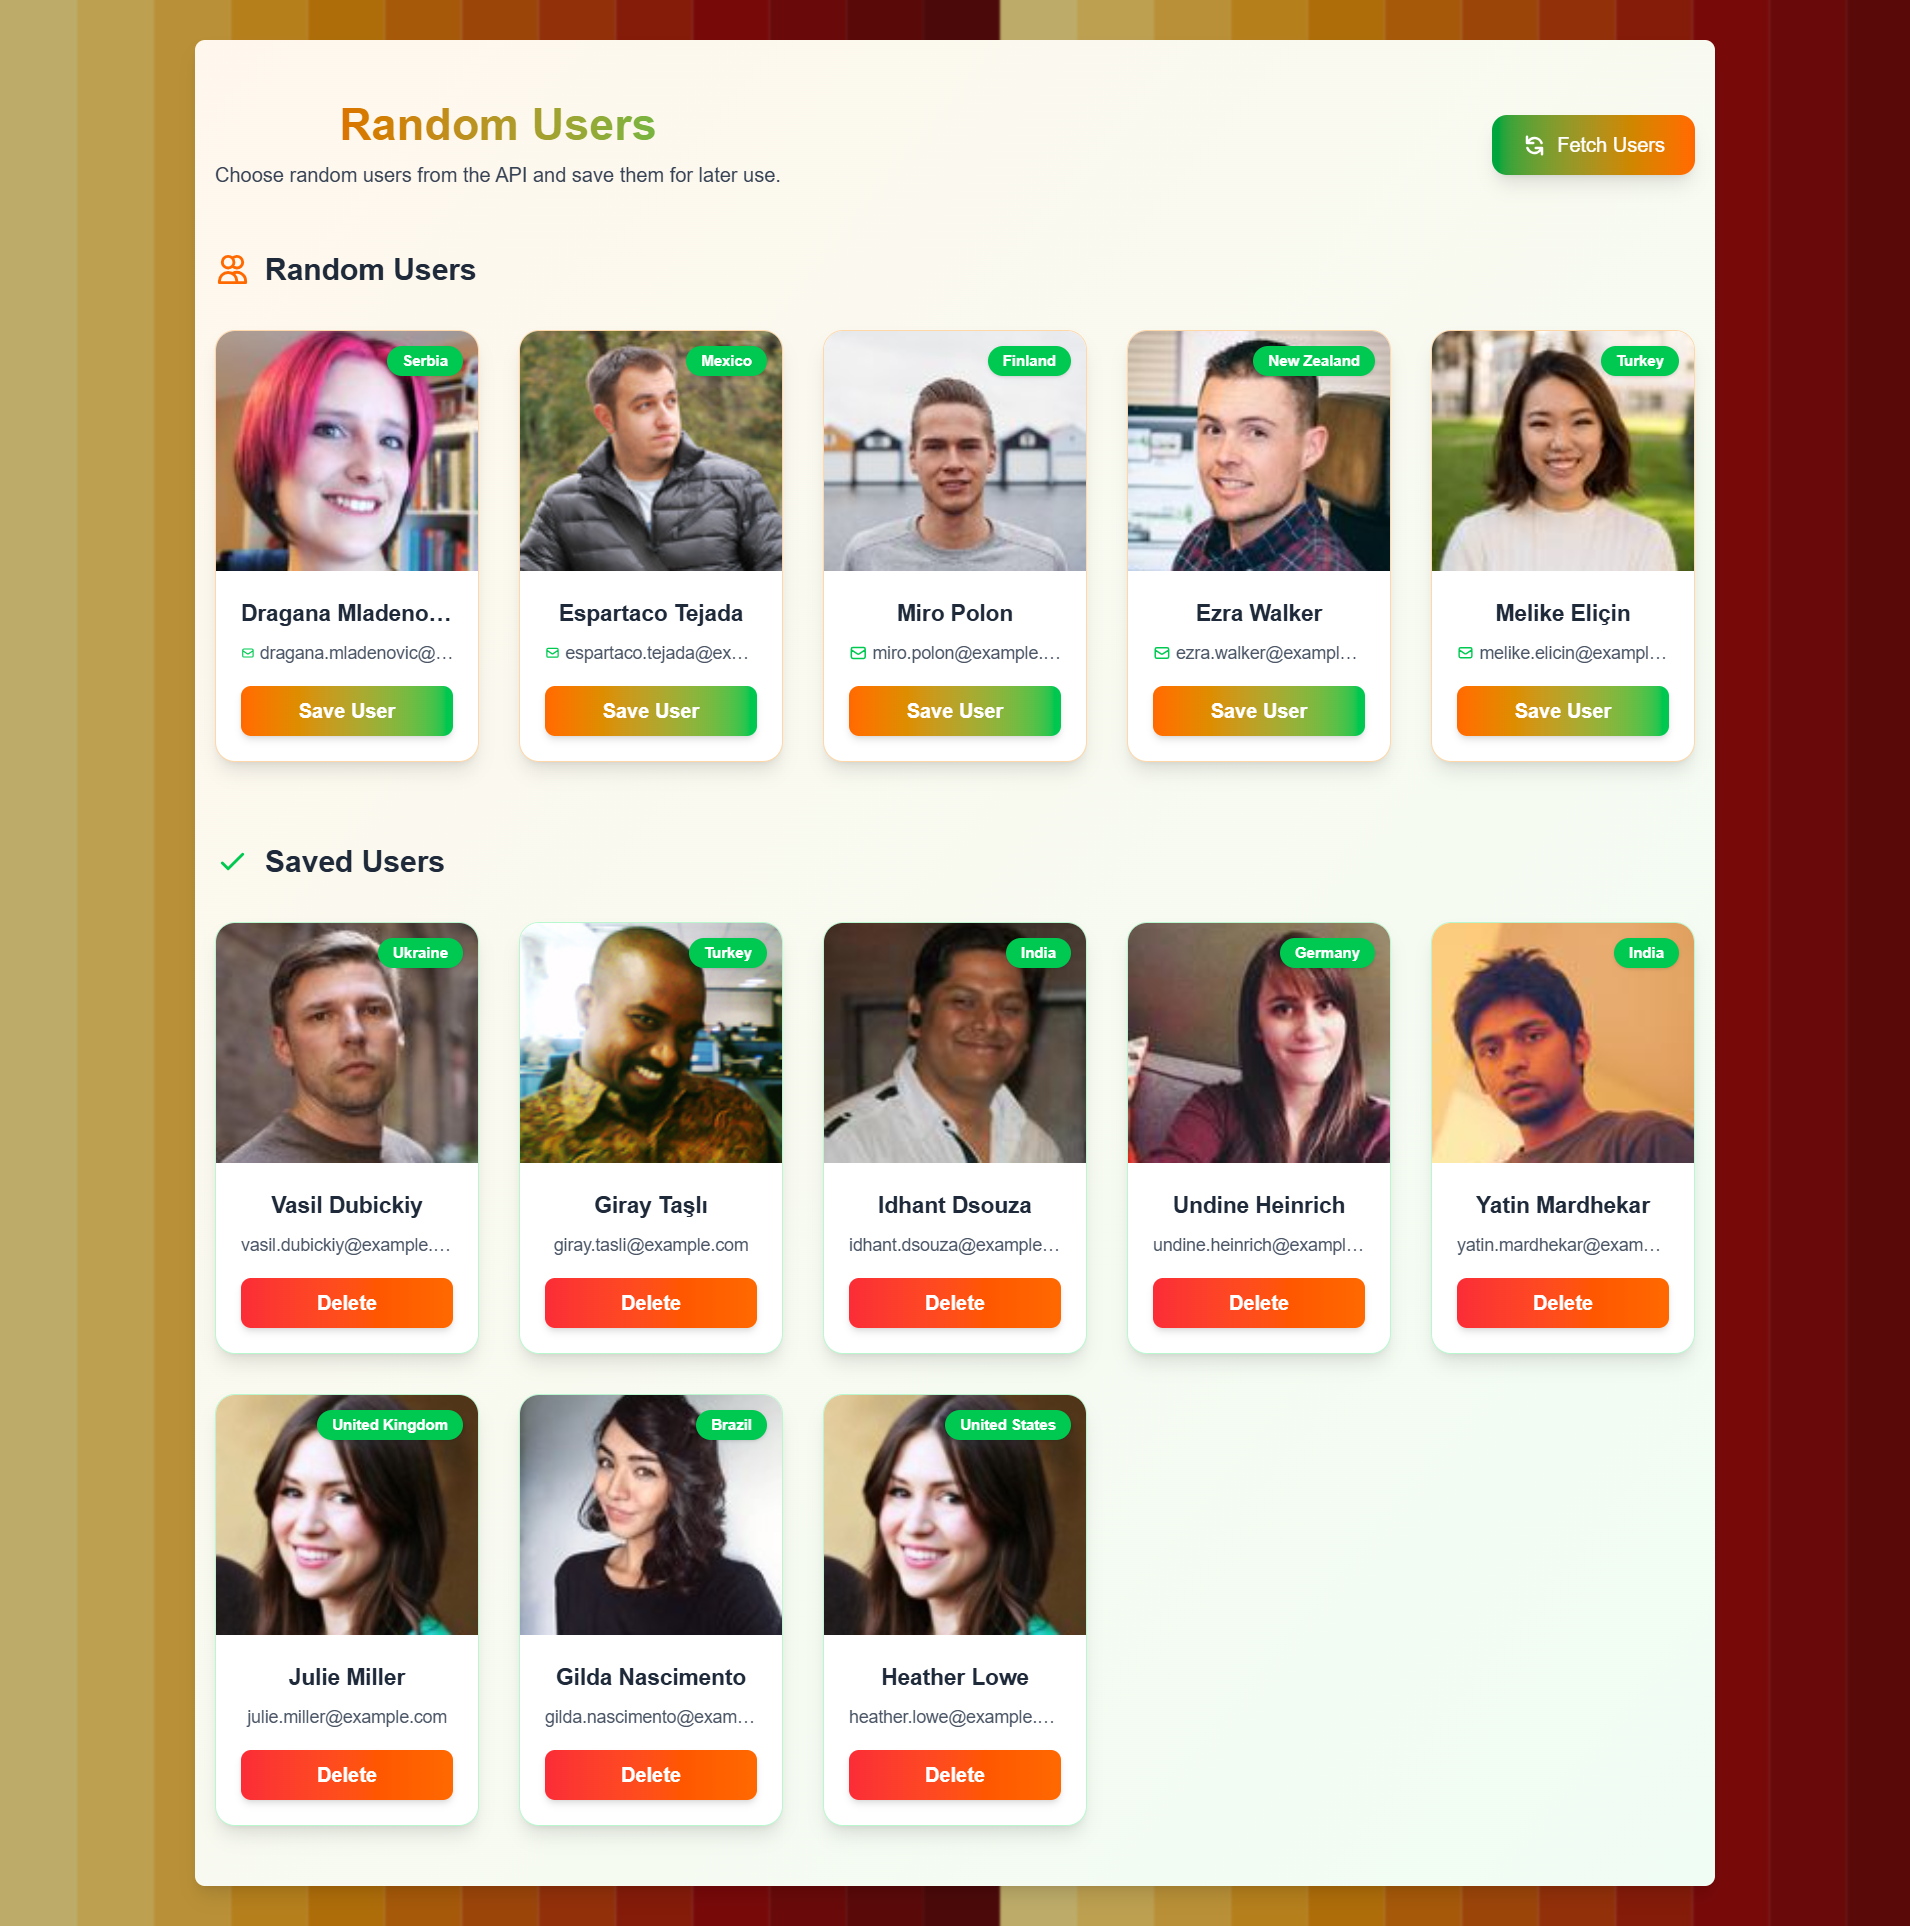 Random Users
Choose random users from the API and save them for later use.
Fetch Users
Random Users
Serbia
Mexico
Finland
New Zealand
Turkey
Dragana Mladeno...
Espartaco Tejada
Miro Polon
Ezra Walker
Melike Eliçin
dragana.mladenovic@...
espartaco.tejada@ex...
miro.polon@example....
ezra.walker@exampl...
melike.elicin@exampl...
Save User
Save User
Save User
Save User
Save User
Saved Users
Ukraine
Turkey
India
Germany
India
Vasil Dubickiy
Giray Taşlı
Idhant Dsouza
Undine Heinrich
Yatin Mardhekar
vasil.dubickiy@example....
giray.tasli@example.com
idhant.dsouza@example...
undine.heinrich@exampl...
yatin.mardhekar@exam...
Delete
Delete
Delete
Delete
Delete
United Kingdom
Brazil
United States
Julie Miller
Gilda Nascimento
Heather Lowe
julie.miller@example.com
gilda.nascimento@exam...
heather.lowe@example....
Delete
Delete
Delete